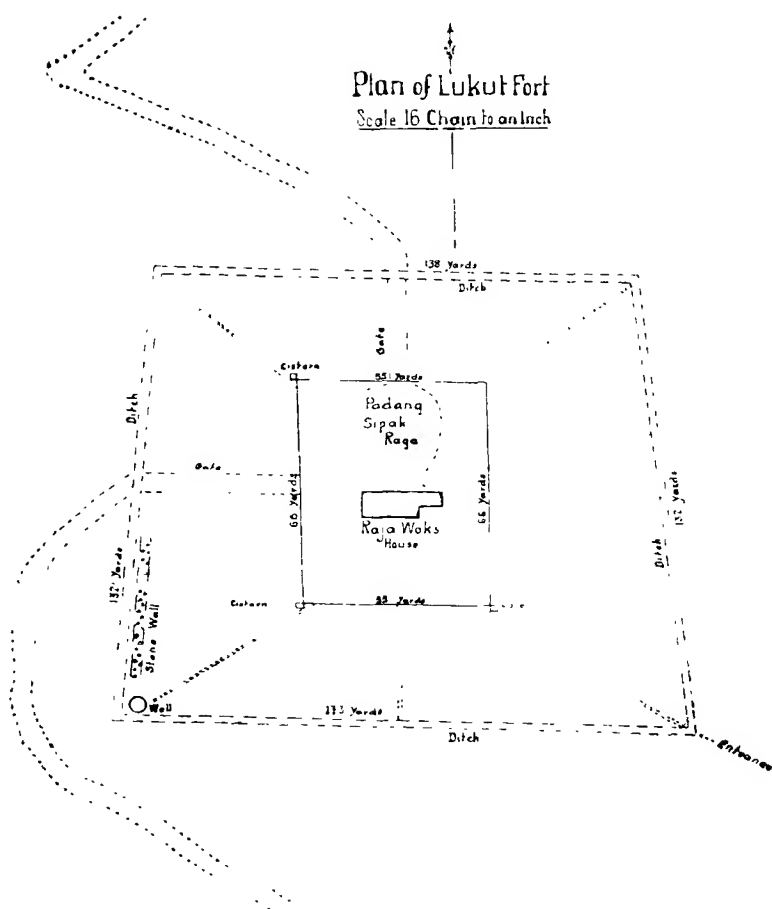 Plan of Lukut Fort
Scale 16 Chain to an Inch
138 Yards
Ditch
Gate
Cistern
55 Yards
Padang
Sipak
Raga
Ditch
Gate
66 Yards
66 Yards
132 Yards
Raja Woks
House
Ditch
132 Yards
Stone Wall
Cistern
55 Yards
Well
173 Yards
Ditch
Entrance